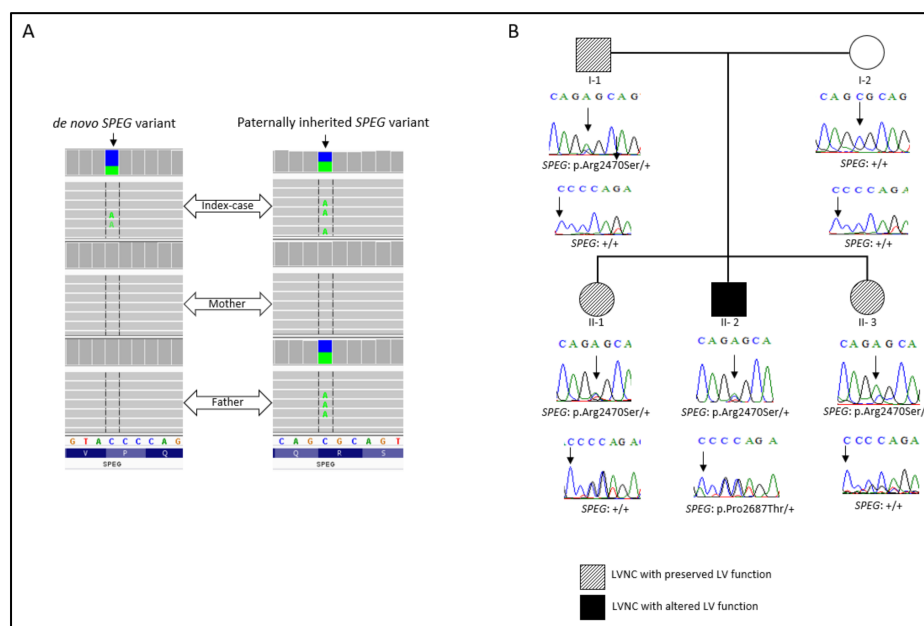 A
de novo SPEG variant
Paternally inherited SPEG variant
A
A
A
A
A
Index-case
Mother
Father
A
A
A
G T A C C C C A G
V P Q
SPEG
C A G C G C A G T
Q R S
SPEG
B
I-1
C A G A G C A G
SPEG: p.Arg2470Ser/+
C C C C A G A
SPEG: +/+
I-2
C A G C G C A G
SPEG: +/+
C C C C A G A
SPEG: +/+
II-1
C A G A G C A
SPEG: p.Arg2470Ser/+
C C C C A G A
SPEG: +/+
II- 2
C A G A G C A
SPEG: p.Arg2470Ser/+
C C C C A G A
SPEG: p.Pro2687Thr/+
II- 3
C A G A G C A
SPEG: p.Arg2470Ser/+
C C C C A G A
SPEG: +/+
LVNC with preserved LV function
LVNC with altered LV function